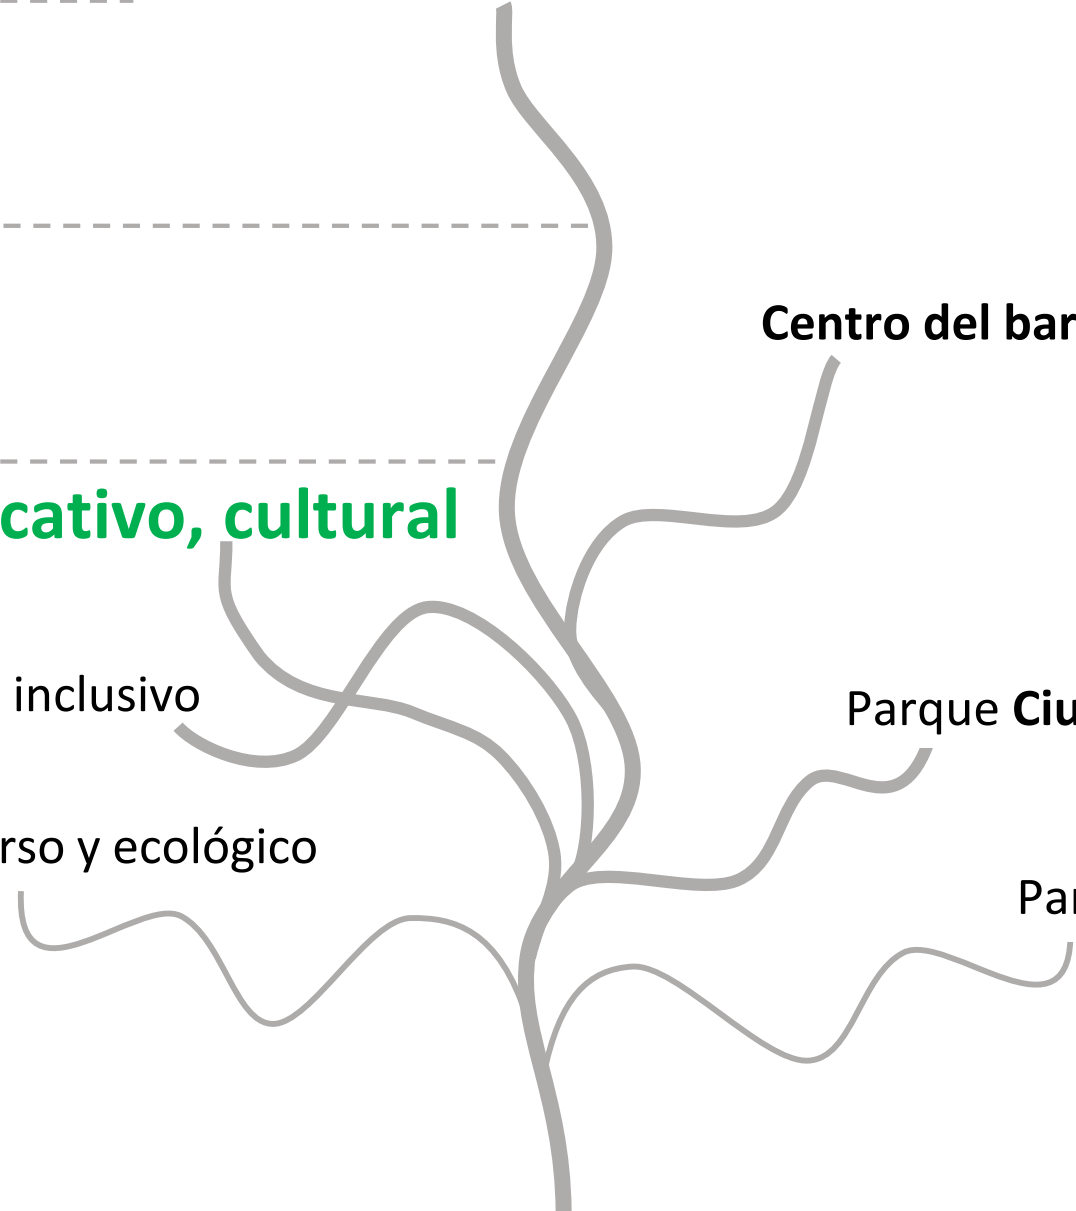 Centro del bar
cativo, cultural
inclusivo
Parque Ciu
rso y ecológico
Par